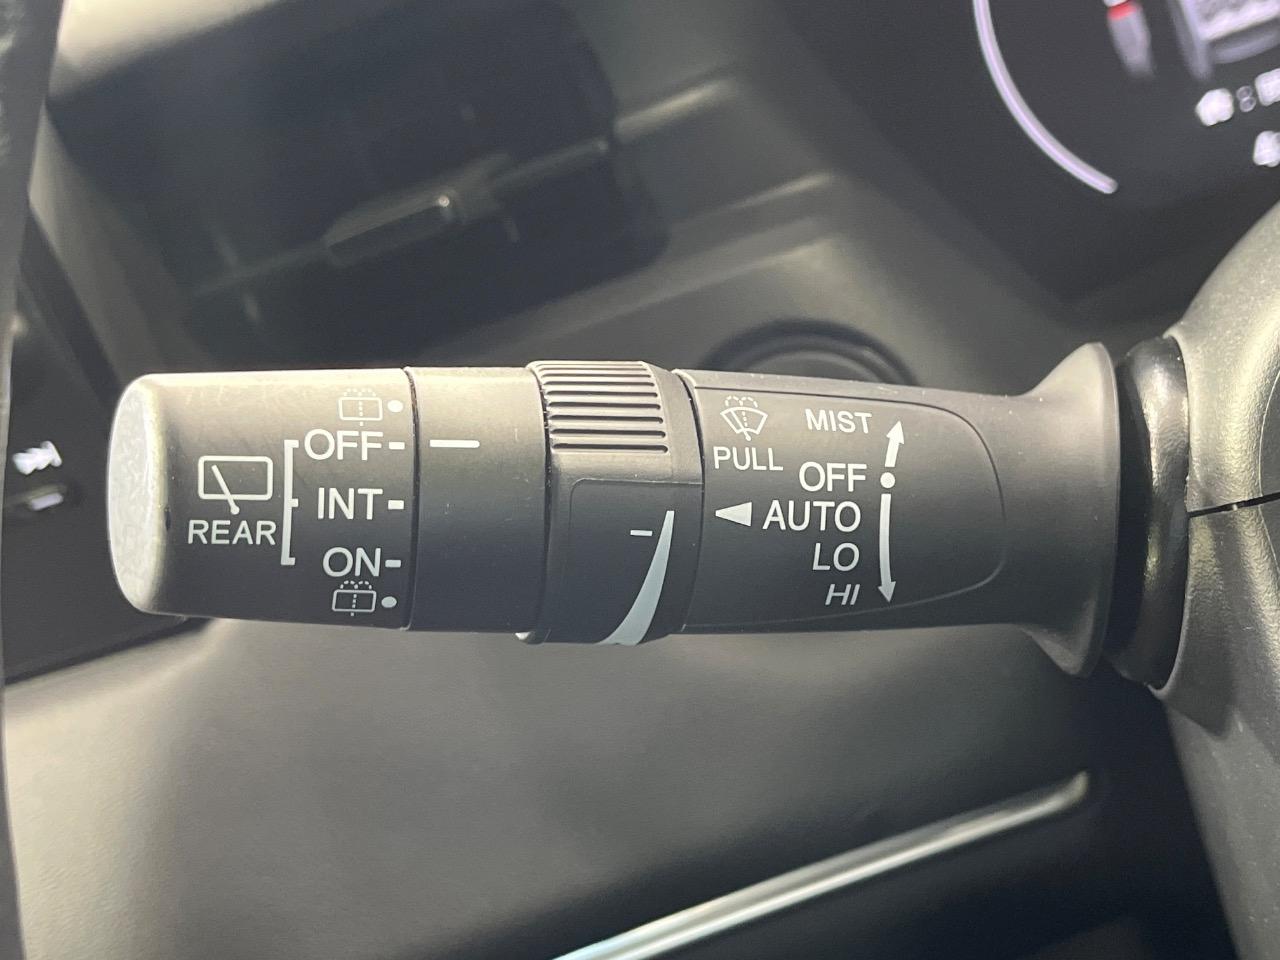 REAR
OFF
INT
ON
PULL
MIST
OFF
AUTO
LO
HI